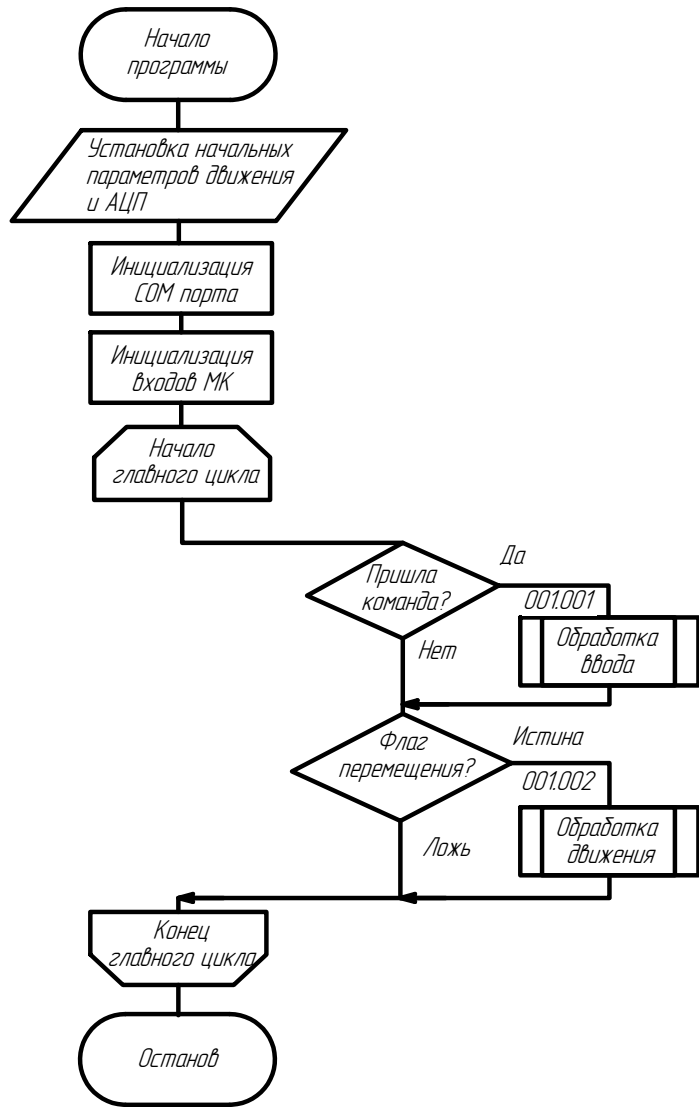 Начало
программы
Установка начальных
параметров движения
и АЦП
Инициализация
COM порта
Инициализация
входов МК
Начало
главного цикла
Пришла
команда?
Да
Нет
001.001
Обработка
ввода
Флаг
перемещения?
Истина
Ложь
001.002
Обработка
движения
Конец
главного цикла
Останов